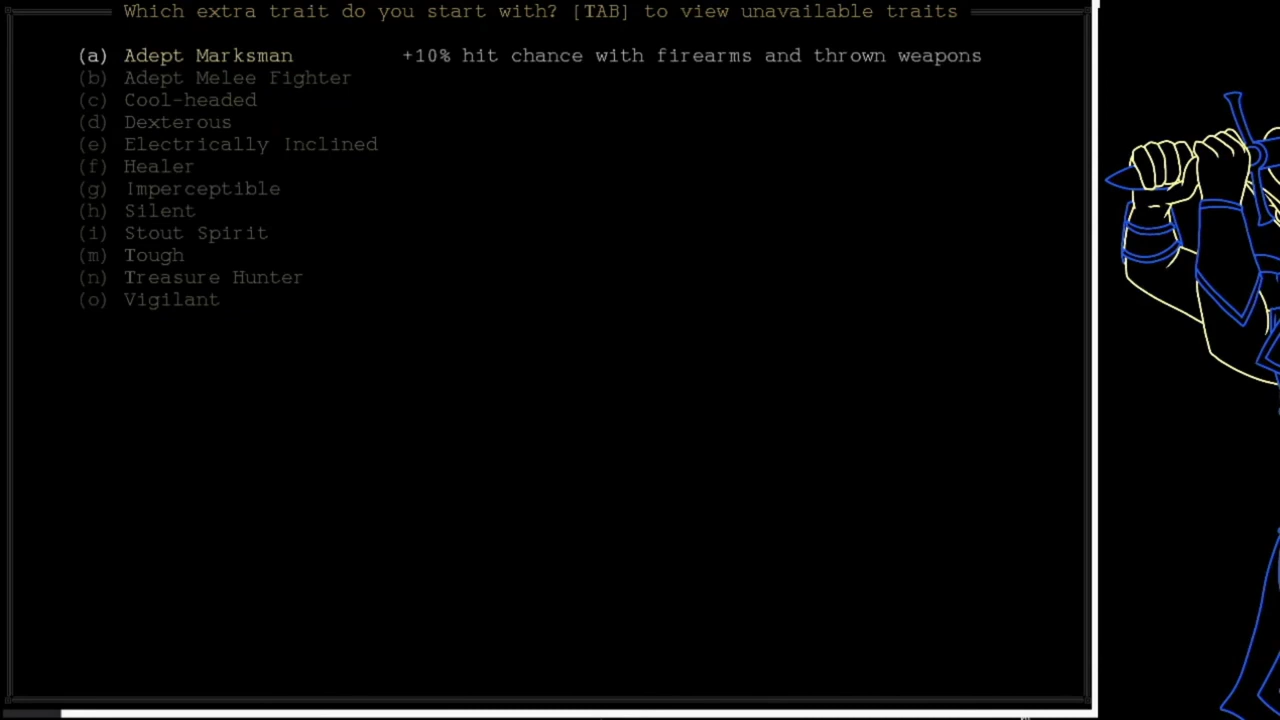 Which extra trait do you start with? [TAB] to view unavailable traits
(a) Adept Marksman +10% hit chance with firearms and thrown weapons
(b) Adept Melee Fighter
(c) Cool-headed
(d) Dexterous
(e) Electrically Inclined
(f) Healer
(g) Imperceptible
(h) Silent
(i) Stout Spirit
(m) Tough
(n) Treasure Hunter
(o) Vigilant